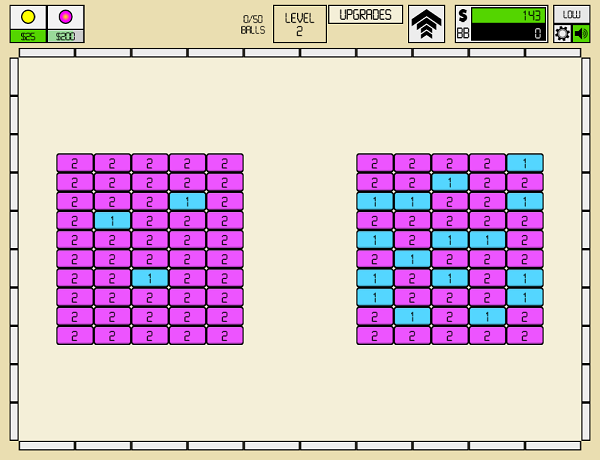 0/50
BALLS
LEVEL
2
UPGRADES
$ 143
BB 0
LOW
$25 $200
2 2 2 2 2 2 2 2 2 1
2 2 2 2 2 2 2 1 2 2
2 2 2 1 2 1 1 2 2 1
2 1 2 2 2 2 2 2 2 2
2 2 2 2 2 1 2 1 1 2
2 2 2 2 2 2 1 2 2 2
2 2 1 2 2 1 2 1 2 1
2 2 2 2 2 1 2 2 2 1
2 2 2 2 2 2 1 2 1 2
2 2 2 2 2 2 2 2 2 2